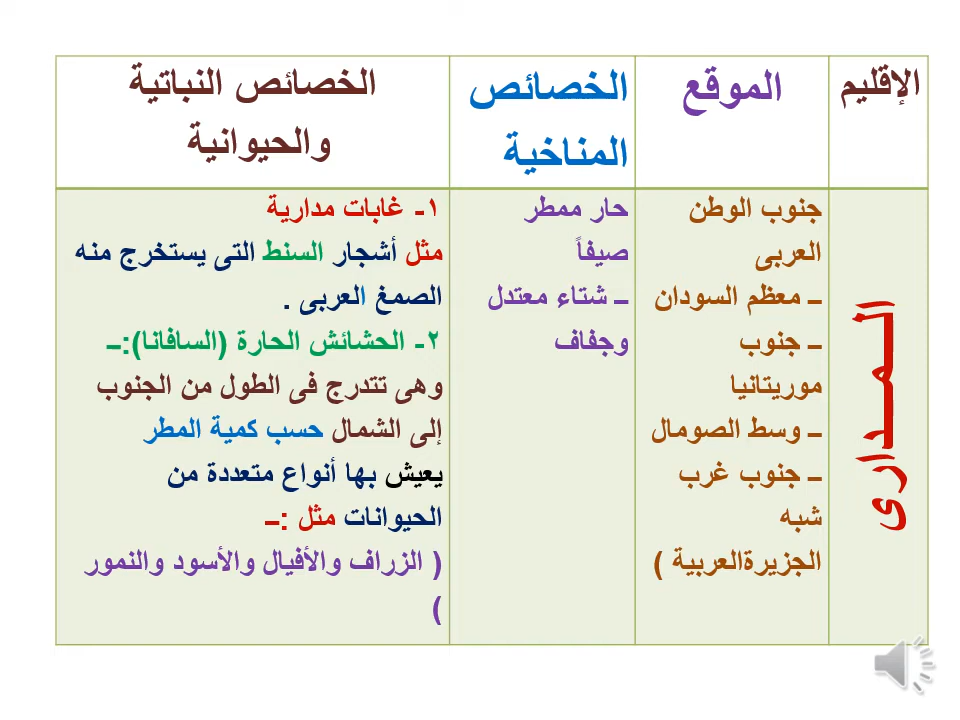 الإقليم
الموقع
الخصائص
المناخية
الخصائص النباتية
والحيوانية
المدارى
جنوب الوطن
العربى
– معظم السودان
– جنوب
موريتانيا
– وسط الصومال
– جنوب غرب
شبه
الجزيرةالعربية )
حار ممطر
صيفاً
– شتاء معتدل
وجفاف
١- غابات مدارية
مثل أشجار السنط التى يستخرج منه
الصمغ العربى .
٢- الحشائش الحارة (السافانا):–
وهى تتدرج فى الطول من الجنوب
إلى الشمال حسب كمية المطر
يعيش بها أنواع متعددة من
الحيوانات مثل :–
( الزراف والأفيال والأسود والنمور
)